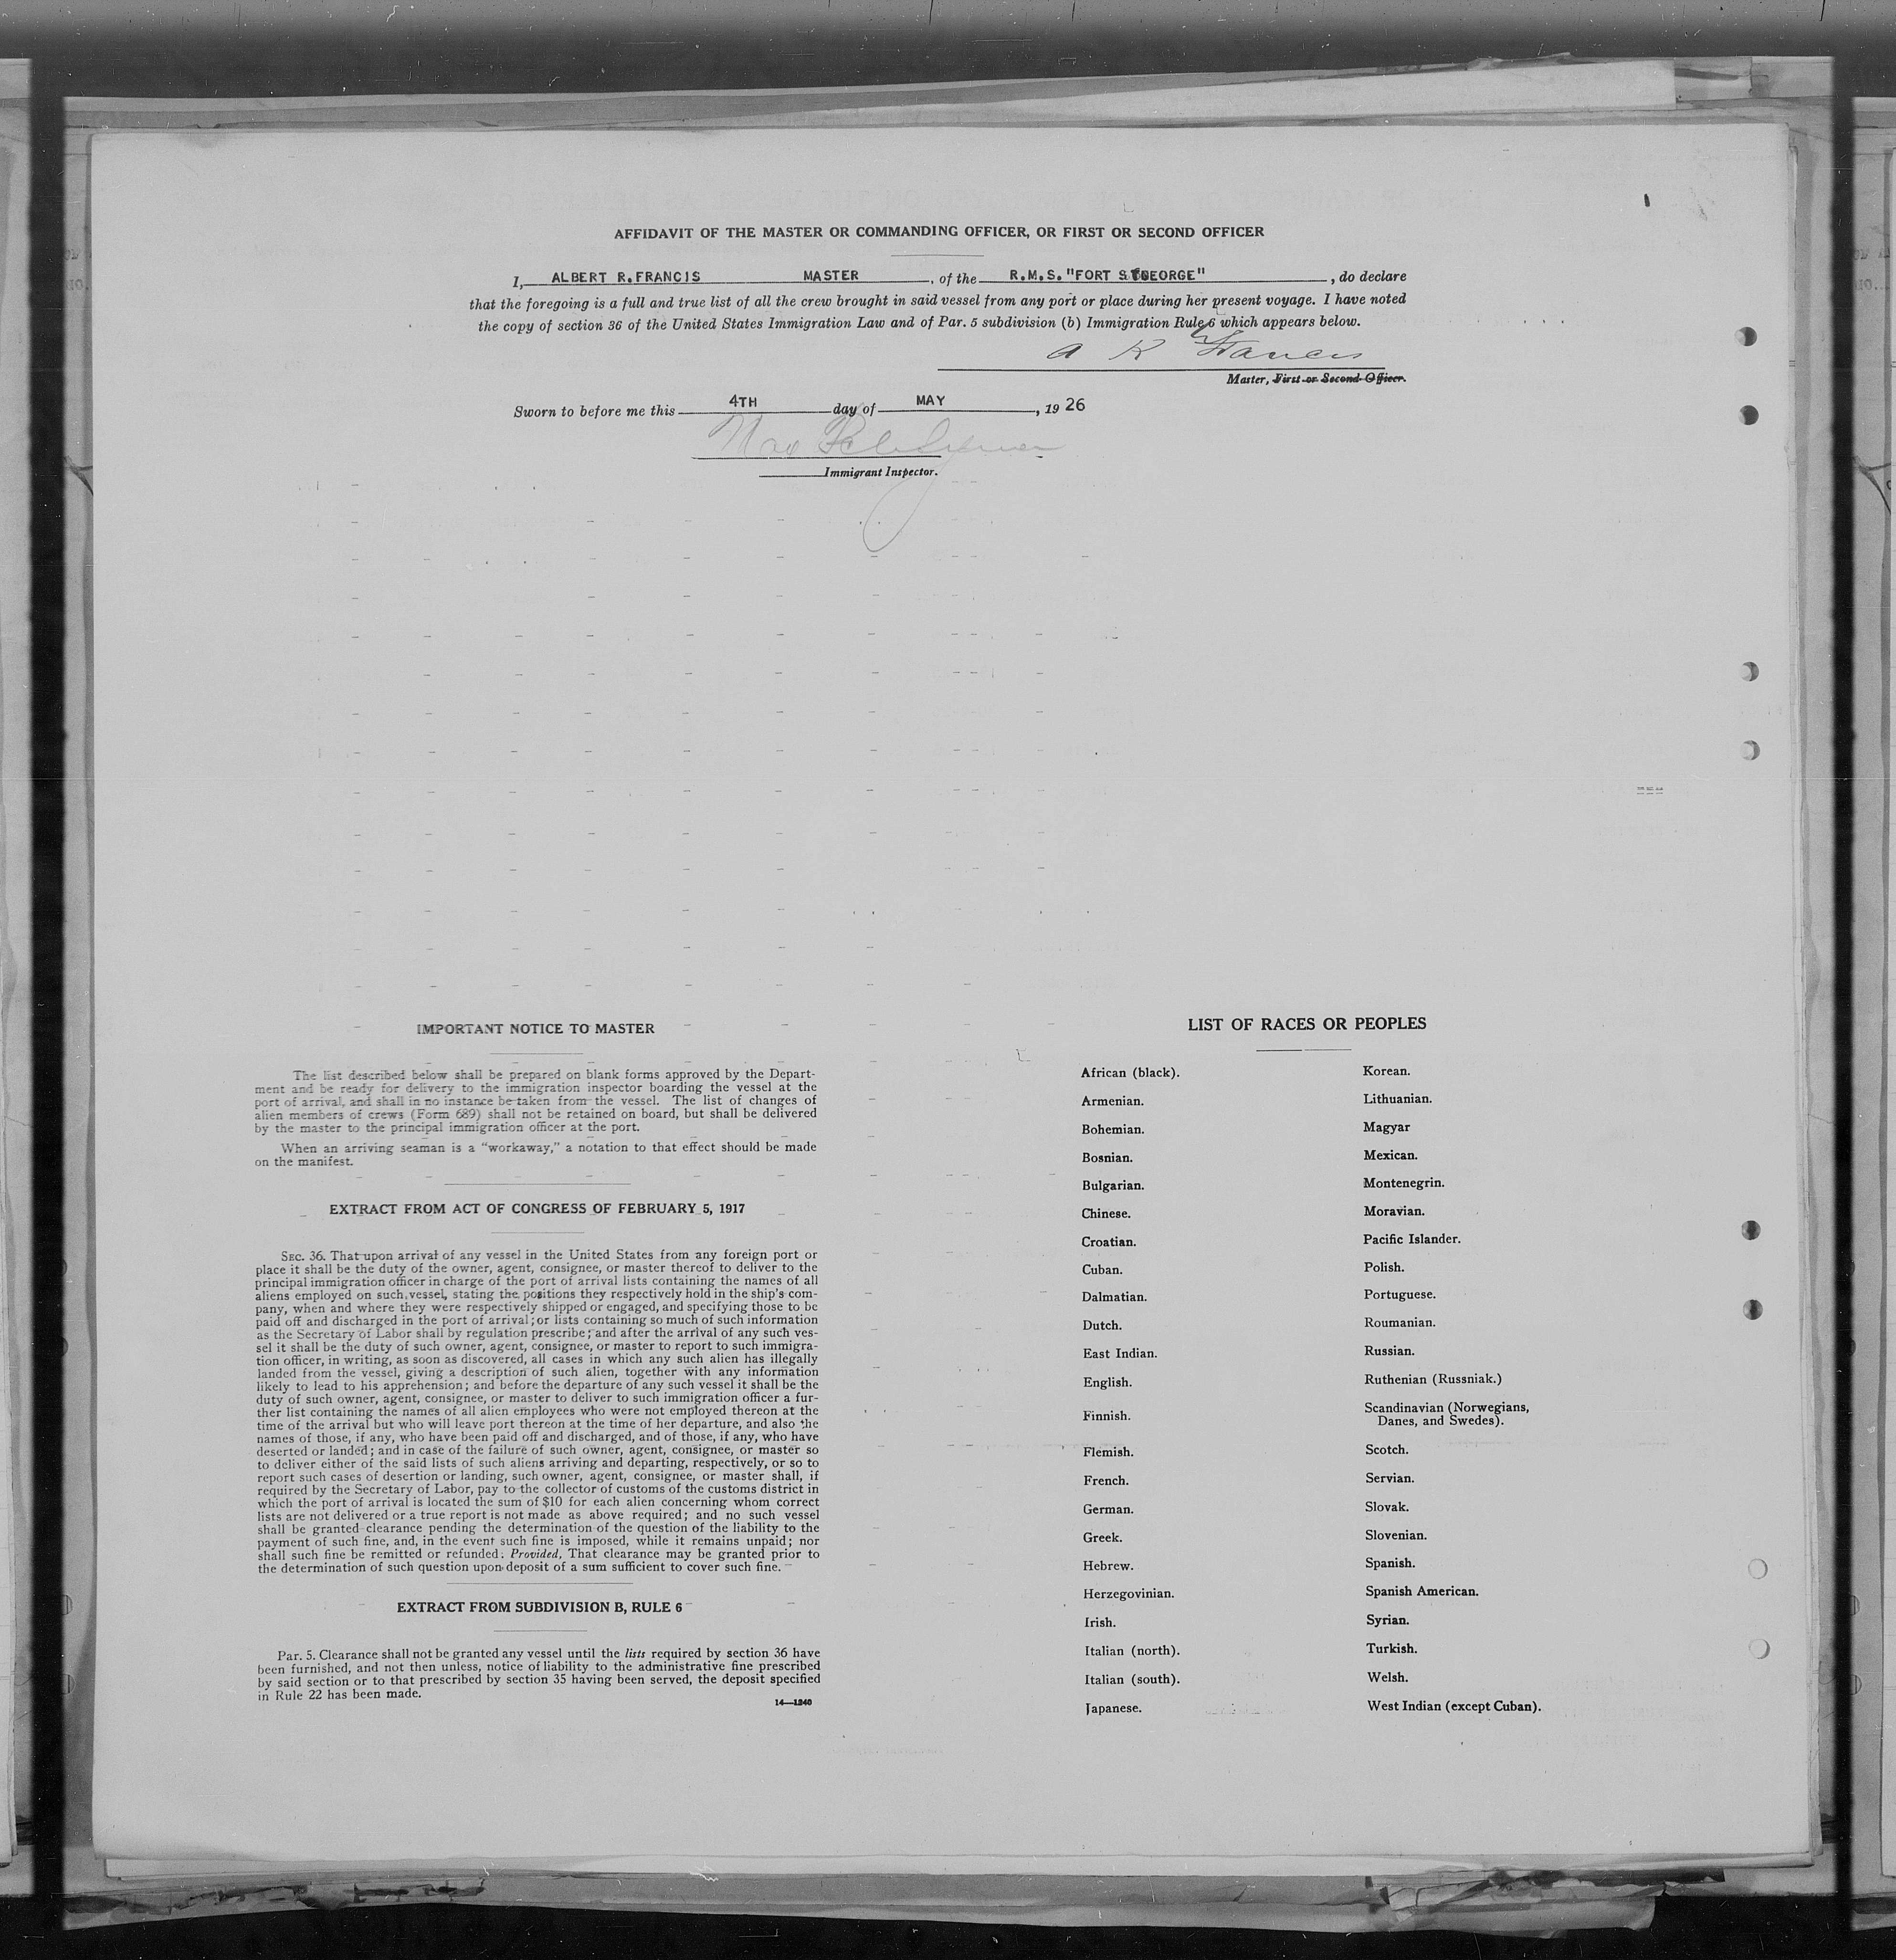 AFFIDAVIT OF THE MASTER OR COMMANDING OFFICER, OR FIRST OR SECOND OFFICER
I, ALBERT R. FRANCIS MASTER, of the R.M.S. "FORT ST GEORGE", do declare
that the foregoing is a full and true list of all the crew brought in said vessel from any port or place during her present voyage. I have noted
the copy of section 36 of the United States Immigration Law and of Par. 5 subdivision (b) Immigration Rule 6 which appears below.
A R Francis
Master, First or Second Officer.
Sworn to before me this 4TH day of MAY, 19 26
Immigrant Inspector.
IMPORTANT NOTICE TO MASTER
The list described below shall be prepared on blank forms approved by the Depart-
ment and be ready for delivery to the immigration inspector boarding the vessel at the
port of arrival, and shall in no instance be taken from the vessel. The list of changes of
alien members of crews (Form 689) shall not be retained on board, but shall be delivered
by the master to the principal immigration officer at the port.
When an arriving seaman is a "workaway," a notation to that effect should be made
on the manifest.
EXTRACT FROM ACT OF CONGRESS OF FEBRUARY 5, 1917
SEC. 36. That upon arrival of any vessel in the United States from any foreign port or
place it shall be the duty of the owner, agent, consignee, or master thereof to deliver to the
principal immigration officer in charge of the port of arrival lists containing the names of all
aliens employed on such vessel, stating the positions they respectively hold in the ship's com-
pany, when and where they were respectively shipped or engaged, and specifying those to be
paid off and discharged in the port of arrival; or lists containing so much of such information
as the Secretary of Labor shall by regulation prescribe; and after the arrival of any such ves-
sel it shall be the duty of such owner, agent, consignee, or master to report to such immigra-
tion officer, in writing, as soon as discovered, all cases in which any such alien has illegally
landed from the vessel, giving a description of such alien, together with any information
likely to lead to his apprehension; and before the departure of any such vessel it shall be the
duty of such owner, agent, consignee, or master to deliver to such immigration officer a fur-
ther list containing the names of all alien employees who were not employed thereon at the
time of the arrival but who will leave port thereon at the time of her departure, and also the
names of those, if any, who have been paid off and discharged, and of those, if any, who have
deserted or landed; and in case of the failure of such owner, agent, consignee, or master so
to deliver either of the said lists of such aliens arriving and departing, respectively, or so to
report such cases of desertion or landing, such owner, agent, consignee, or master shall, if
required by the Secretary of Labor, pay to the collector of customs of the customs district in
which the port of arrival is located the sum of $10 for each alien concerning whom correct
lists are not delivered or a true report is not made as above required; and no such vessel
shall be granted clearance pending the determination of the question of the liability to the
payment of such fine, and, in the event such fine is imposed, while it remains unpaid; nor
shall such fine be remitted or refunded: Provided, That clearance may be granted prior to
the determination of such question upon deposit of a sum sufficient to cover such fine.
EXTRACT FROM SUBDIVISION B, RULE 6
Par. 5. Clearance shall not be granted any vessel until the lists required by section 36 have
been furnished, and not then unless, notice of liability to the administrative fine prescribed
by said section or to that prescribed by section 35 having been served, the deposit specified
in Rule 22 has been made.
14—1240
LIST OF RACES OR PEOPLES
African (black).
Armenian.
Bohemian.
Bosnian.
Bulgarian.
Chinese.
Croatian.
Cuban.
Dalmatian.
Dutch.
East Indian.
English.
Finnish.
Flemish.
French.
German.
Greek.
Hebrew.
Herzegovinian.
Irish.
Italian (north).
Italian (south).
Japanese.
Korean.
Lithuanian.
Magyar
Mexican.
Montenegrin.
Moravian.
Pacific Islander.
Polish.
Portuguese.
Roumanian.
Russian.
Ruthenian (Russniak.)
Scandinavian (Norwegians,
Danes, and Swedes).
Scotch.
Servian.
Slovak.
Slovenian.
Spanish.
Spanish American.
Syrian.
Turkish.
Welsh.
West Indian (except Cuban).